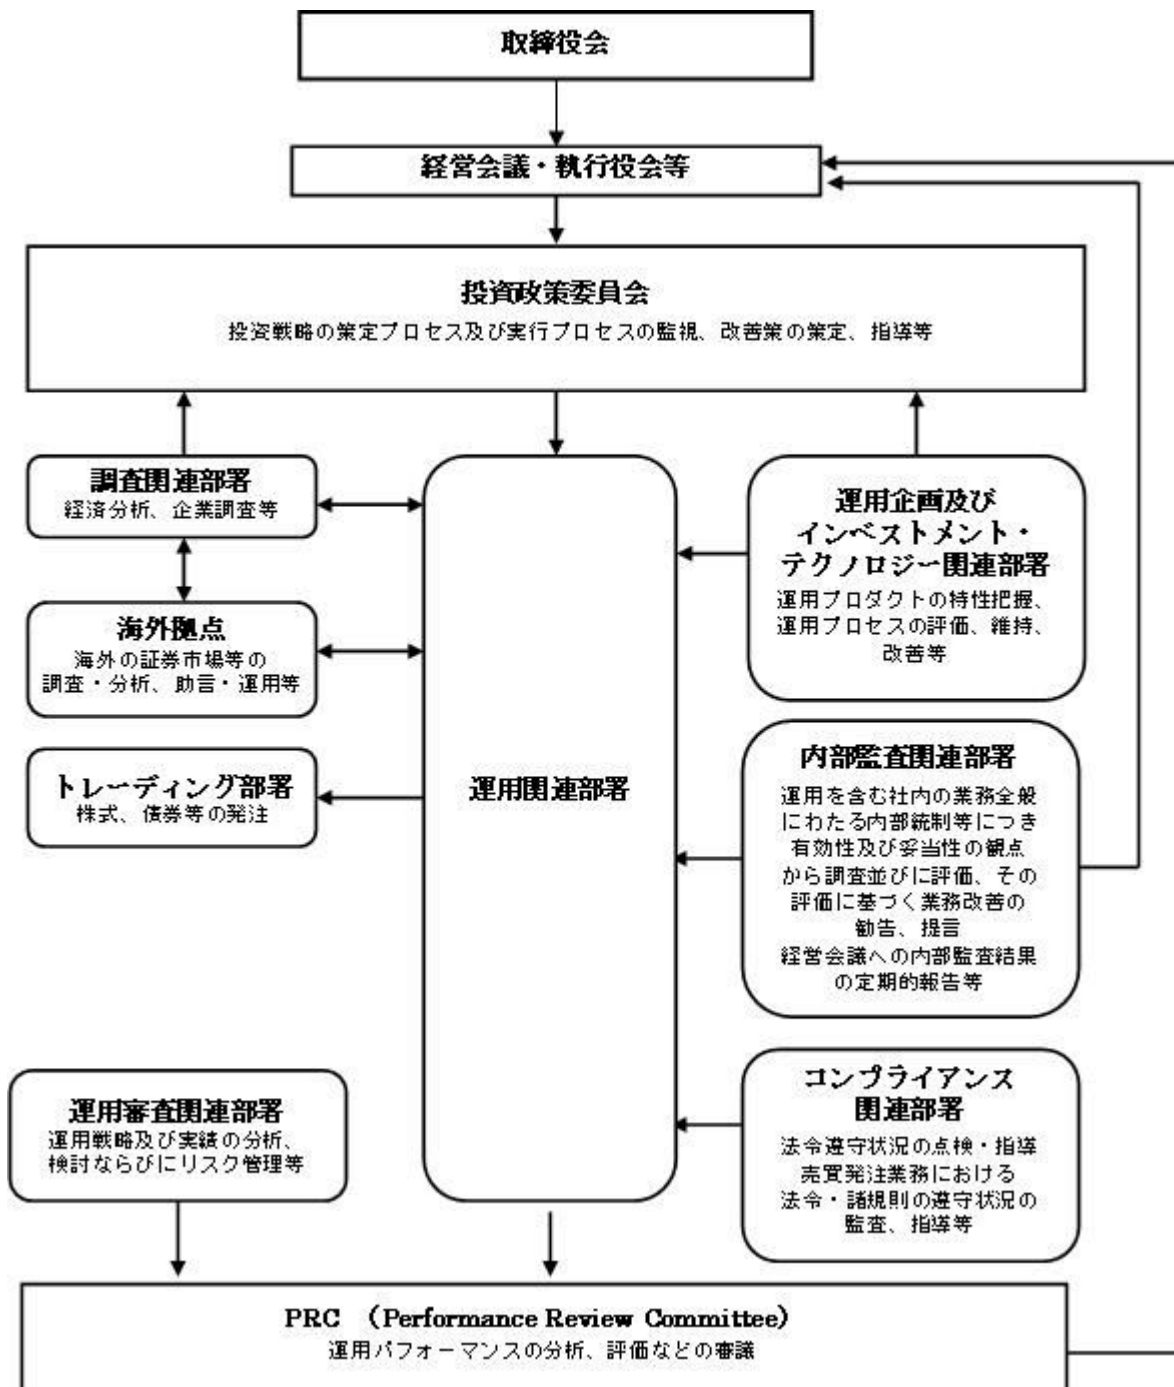 取締役会
経営会議・執行役会等
投資政策委員会
投資戦略の策定プロセス及び実行プロセスの監視、改善策の策定、指導等
調査関連部署
経済分析、企業調査等
海外拠点
海外の証券市場等の
調査・分析、助言・運用等
トレーディング部署
株式、債券等の発注
運用関連部署
運用企画及び
インベストメント・
テクノロジー関連部署
運用プロダクトの特性把握、
運用プロセスの評価、維持、
改善等
内部監査関連部署
運用を含む社内の業務全般
にわたる内部統制等につき
有効性及び妥当性の観点
から調査並びに評価、その
評価に基づく業務改善の
勧告、提言
経営会議への内部監査結果
の定期的報告等
コンプライアンス
関連部署
法令遵守状況の点検・指導
売買発注業務における
法令・諸規則の遵守状況の
監査、指導等
運用審査関連部署
運用戦略及び実績の分析、
検討ならびにリスク管理等
PRC （Performance Review Committee）
運用パフォーマンスの分析、評価などの審議